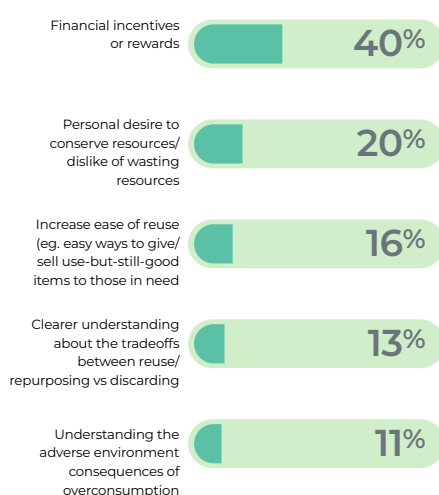 Financial incentives
or rewards
40%
Personal desire to
conserve resources/
dislike of wasting
resources
20%
Increase ease of reuse
(eg. easy ways to give/
sell use-but-still-good
items to those in need
16%
Clearer understanding
about the tradeoffs
between reuse/
repurposing vs discarding
13%
Understanding the
adverse environment
consequences of
overconsumption
11%